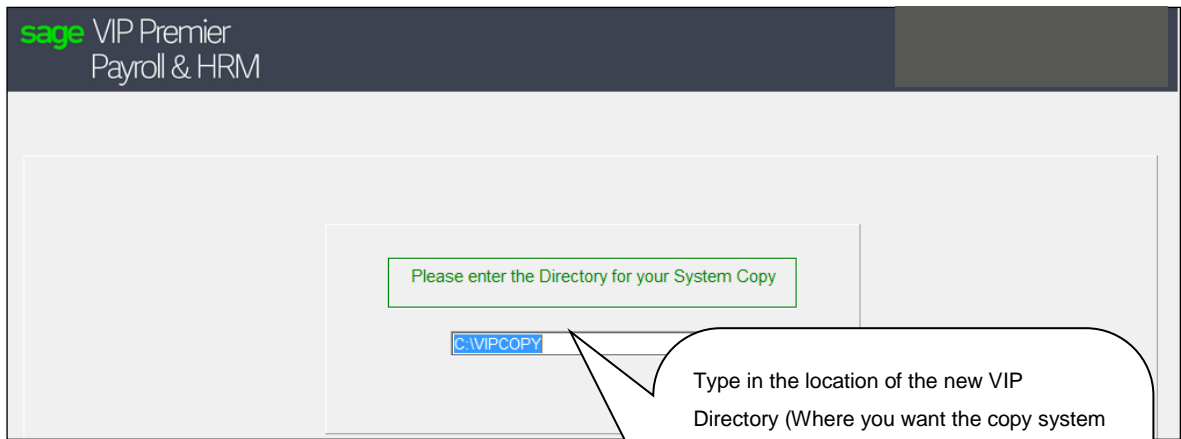 sage VIP Premier
Payroll & HRM
Please enter the Directory for your System Copy
C:\VIPCOPY
Type in the location of the new VIP
Directory (Where you want the copy system